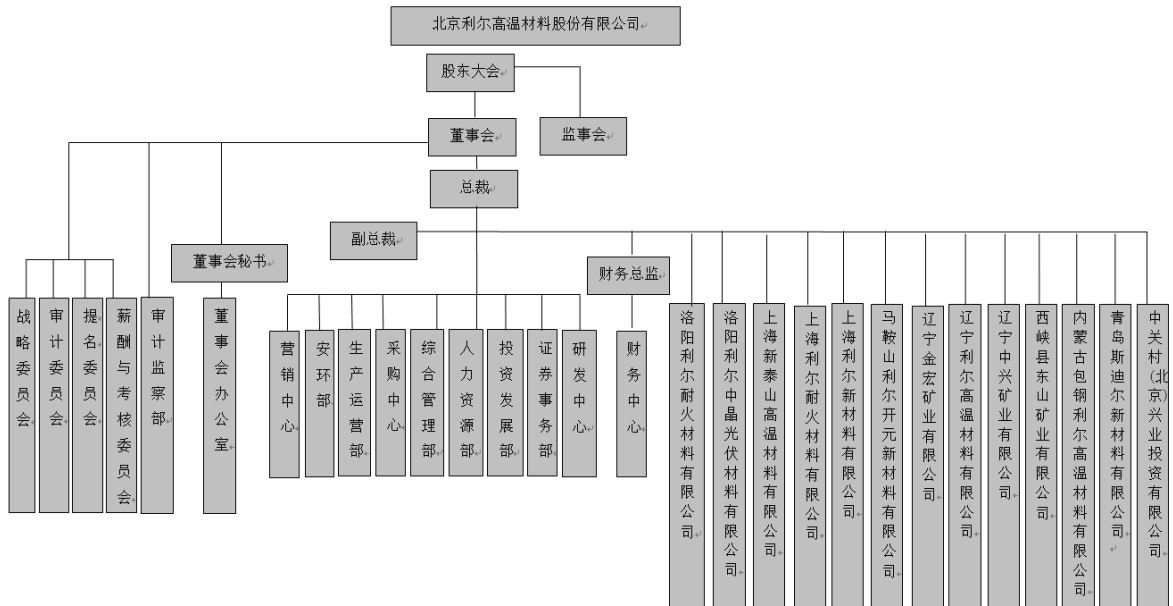 北京利尔高温材料股份有限公司
股东大会
董事会
监事会
总裁
副总裁
董事会秘书
财务总监
战略委员会
审计委员会
提名委员会
薪酬与考核委员会
审计监察部
董事会办公室
营销中心
安环部
生产运营部
采购中心
综合管理部
人力资源部
投资发展部
证券事务部
研发中心
财务中心
洛阳利尔耐火材料有限公司
洛阳利尔中晶光伏材料有限公司
上海新泰山高温材料有限公司
上海利尔耐火材料有限公司
上海利尔新材料有限公司
马鞍山利尔开元新材料有限公司
辽宁金宏矿业有限公司
辽宁利尔高温材料有限公司
辽宁中兴矿业有限公司
西峡县东山矿业有限公司
内蒙古包钢利尔高温材料有限公司
青岛斯迪尔新材料有限公司
中关村(北京)兴业投资有限公司